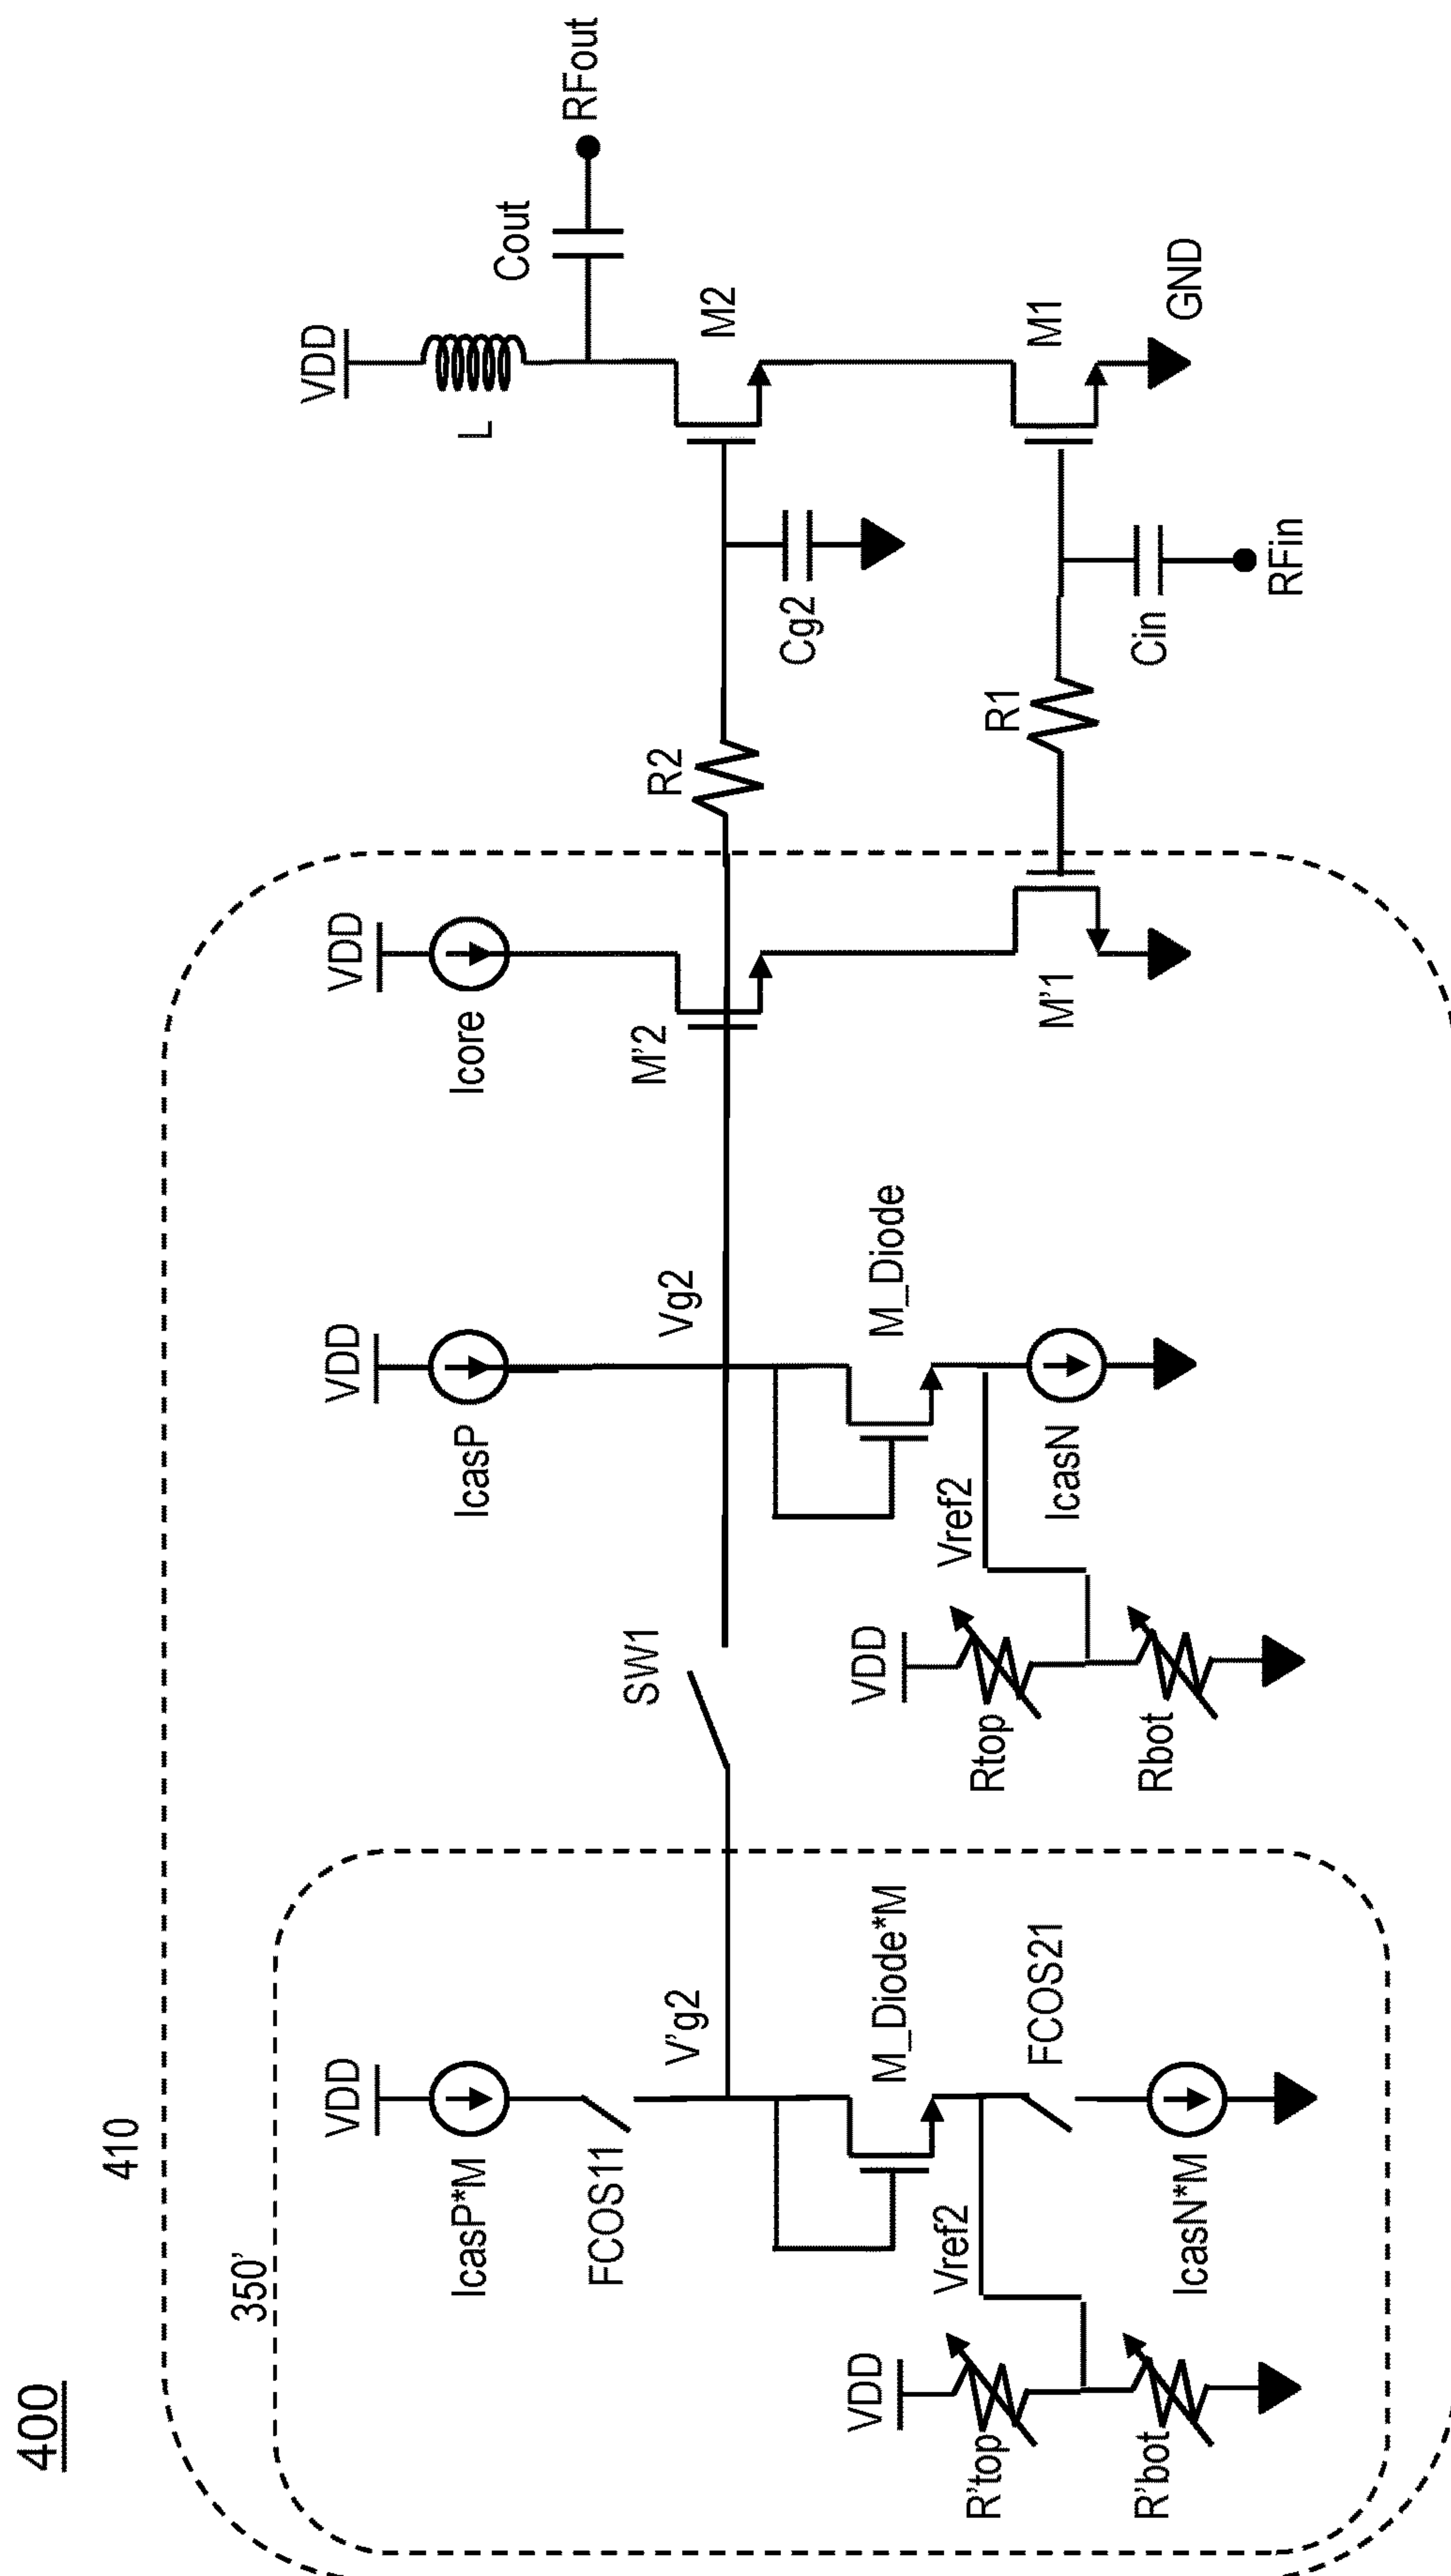 400
410
350'
VDD
IcasP*M
FCOS11
V'g2
M_Diode*M
Vref2
FCOS21
IcasN*M
VDD
R'top
R'bot
SW1
VDD
IcasP
Vg2
M_Diode
Vref2
IcasN
VDD
Rtop
Rbot
VDD
Icore
M'2
M'1
R2
R1
Cg2
Cin
RFin
VDD
L
Cout
RFout
M2
M1
GND